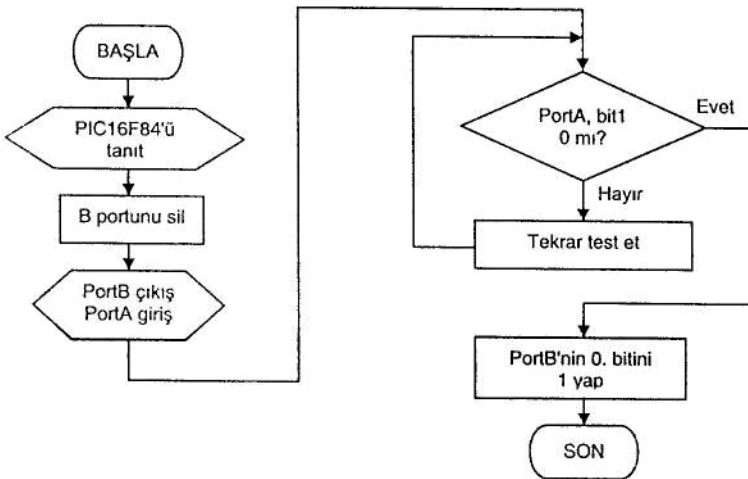 BAŞLA
PIC16F84'ü
tanıt
B portunu sil
PortB çıkış
PortA giriş
PortA, bit1
0 mı?
Evet
Hayır
Tekrar test et
PortB'nin 0. bitini
1 yap
SON